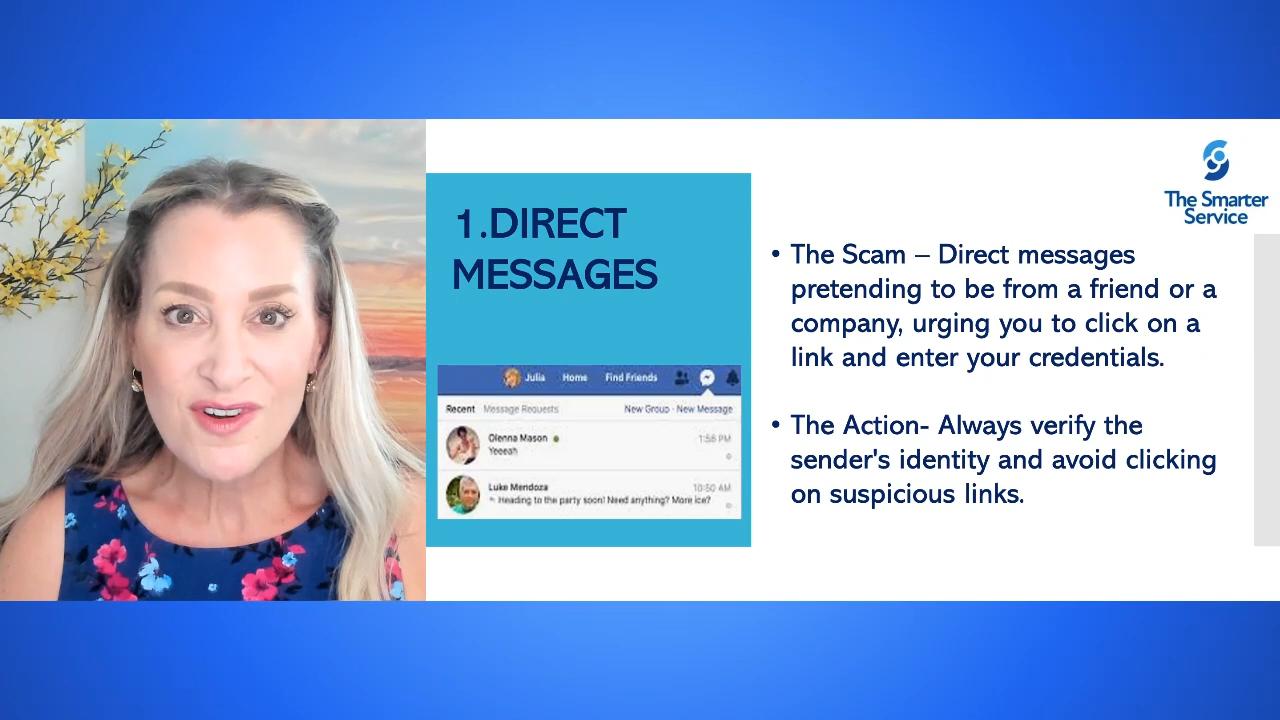 The Smarter
Service
1.DIRECT
MESSAGES
Julia Home Find Friends
Recent Message Requests New Group · New Message
Olenna Mason 1:56 PM
Yeeeah
Luke Mendoza 10:50 AM
Heading to the party soon! Need anything? More ice?
• The Scam – Direct messages
pretending to be from a friend or a
company, urging you to click on a
link and enter your credentials.
• The Action- Always verify the
sender's identity and avoid clicking
on suspicious links.